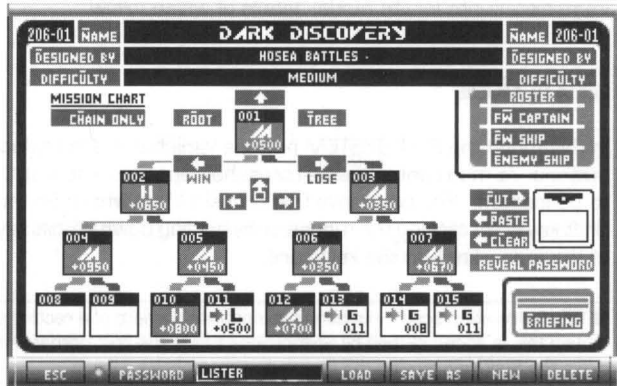 206-01 NAME DARK DISCOVERY NAME 206-01
DESIGNED BY HOSEA BATTLES - DESIGNED BY
DIFFICULTY MEDIUM DIFFICULTY
MISSION CHART
CHAIN ONLY ROOT TREE
ROSTER
FW CAPTAIN
FW SHIP
ENEMY SHIP
001
+0500
WIN LOSE
002 003
+0650 +0350
CUT
PASTE
CLEAR
REVEAL PASSWORD
004 005 006 007
+0950 +0450 +0350 +0670
008 009 010 011 012 013 014 015
L G G G
+0800 +0500 +0700 011 008 011
BRIEFING
ESC PASSWORD LISTER LOAD SAVE AS NEW DELETE